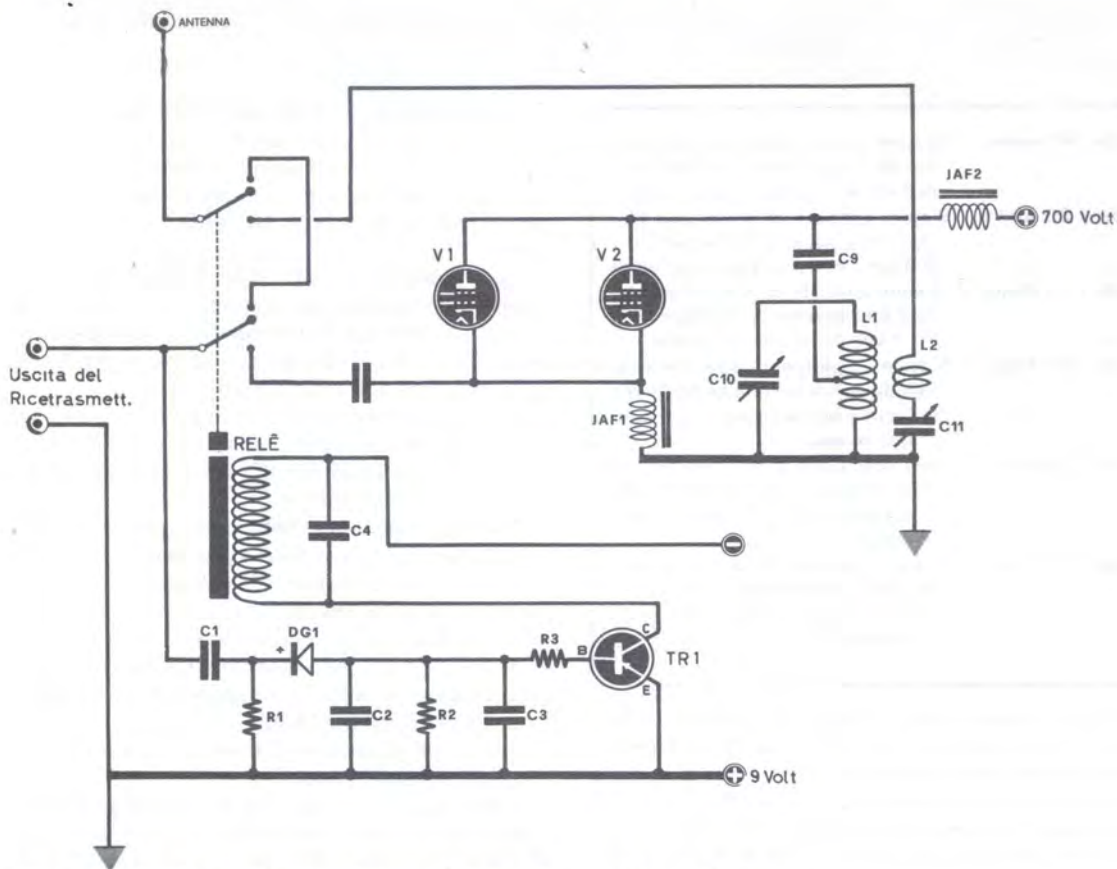 ANTENNA
JAF2
+ 700 Volt
V1
V2
C9
L1
L2
C10
C11
JAF1
Uscita del
Ricetrasmett.
RELÊ
C4
-
C1
+
DG1
R3
B
C
E
TR1
R1
C2
R2
C3
+ 9 Volt